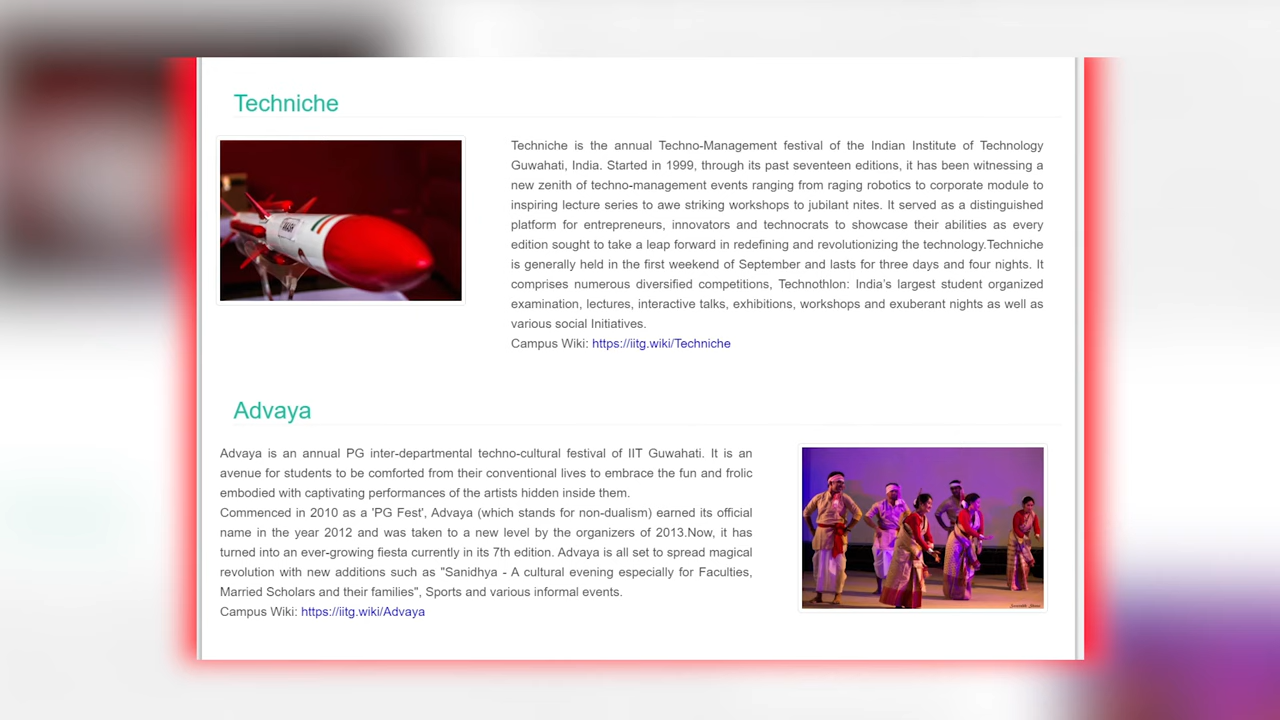 Techniche
Techniche is the annual Techno-Management festival of the Indian Institute of Technology
Guwahati, India. Started in 1999, through its past seventeen editions, it has been witnessing a
new zenith of techno-management events ranging from raging robotics to corporate module to
inspiring lecture series to awe striking workshops to jubilant nites. It served as a distinguished
platform for entrepreneurs, innovators and technocrats to showcase their abilities as every
edition sought to take a leap forward in redefining and revolutionizing the technology.Techniche
is generally held in the first weekend of September and lasts for three days and four nights. It
comprises numerous diversified competitions, Technothlon: India’s largest student organized
examination, lectures, interactive talks, exhibitions, workshops and exuberant nights as well as
various social Initiatives.
Campus Wiki: https://iitg.wiki/Techniche
Advaya
Advaya is an annual PG inter-departmental techno-cultural festival of IIT Guwahati. It is an
avenue for students to be comforted from their conventional lives to embrace the fun and frolic
embodied with captivating performances of the artists hidden inside them.
Commenced in 2010 as a 'PG Fest', Advaya (which stands for non-dualism) earned its official
name in the year 2012 and was taken to a new level by the organizers of 2013.Now, it has
turned into an ever-growing fiesta currently in its 7th edition. Advaya is all set to spread magical
revolution with new additions such as "Sanidhya - A cultural evening especially for Faculties,
Married Scholars and their families", Sports and various informal events.
Campus Wiki: https://iitg.wiki/Advaya